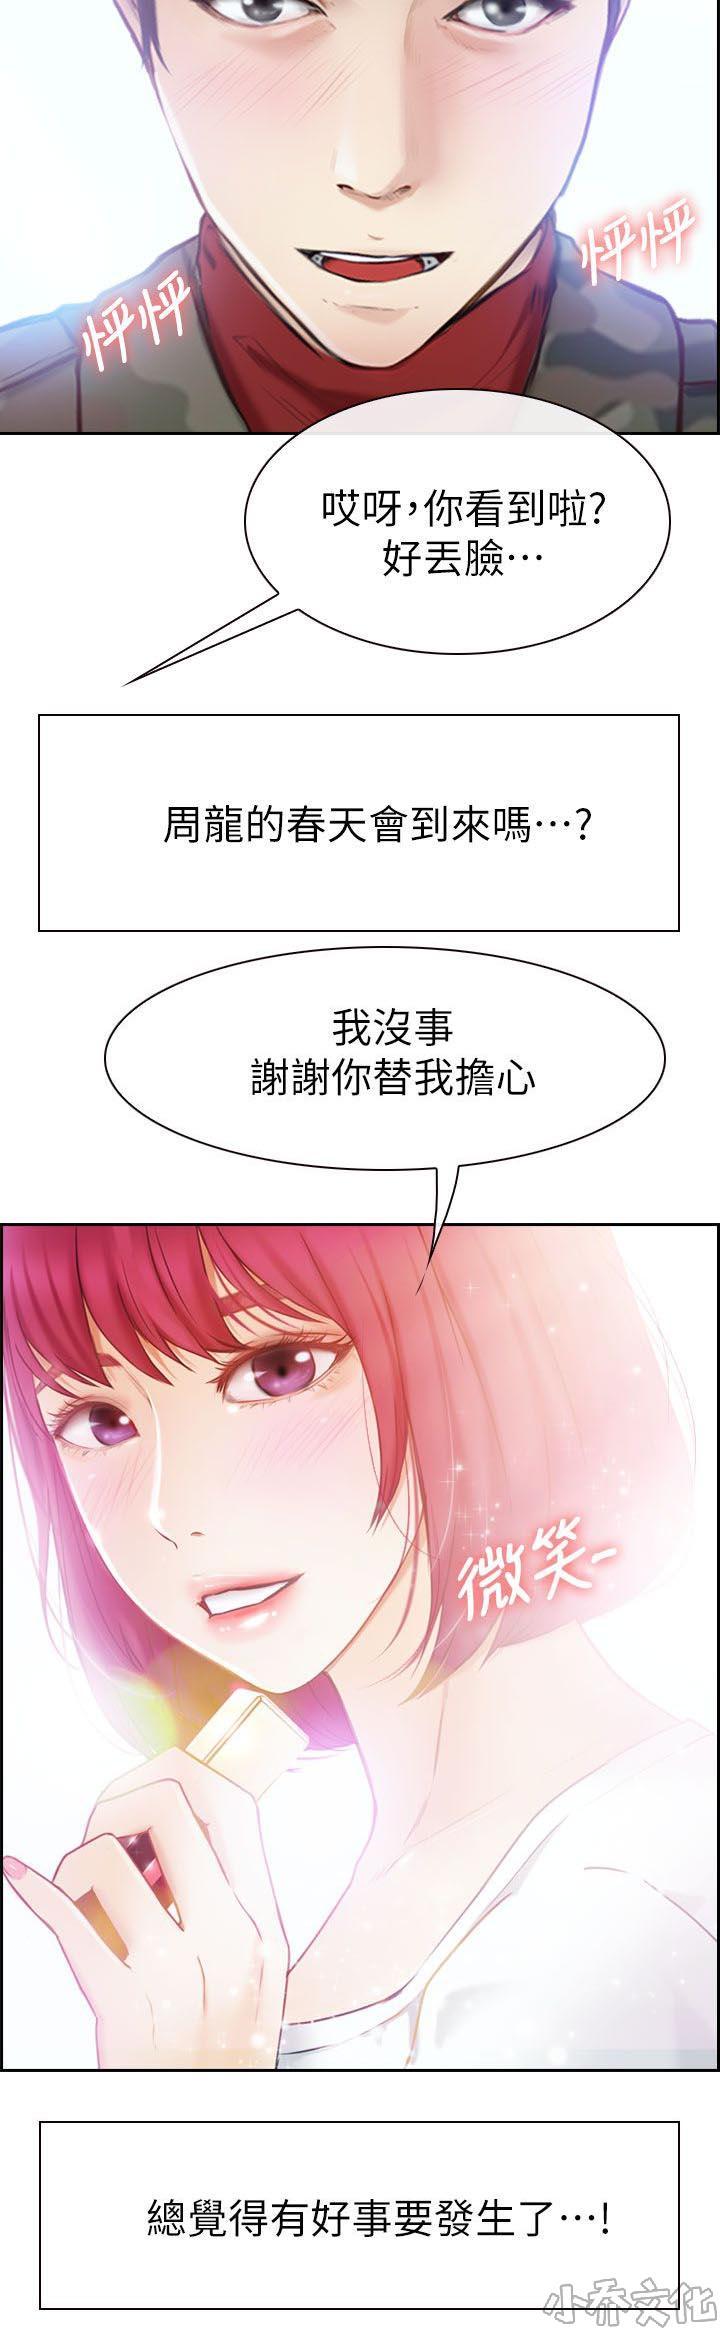 怦怦
怦怦
哎呀,你看到啦?
好丟臉⋯
周龍的春天會到來嗎⋯?
我沒事
謝謝你替我擔心
微笑-
總覺得有好事要發生了⋯!
小乔文化